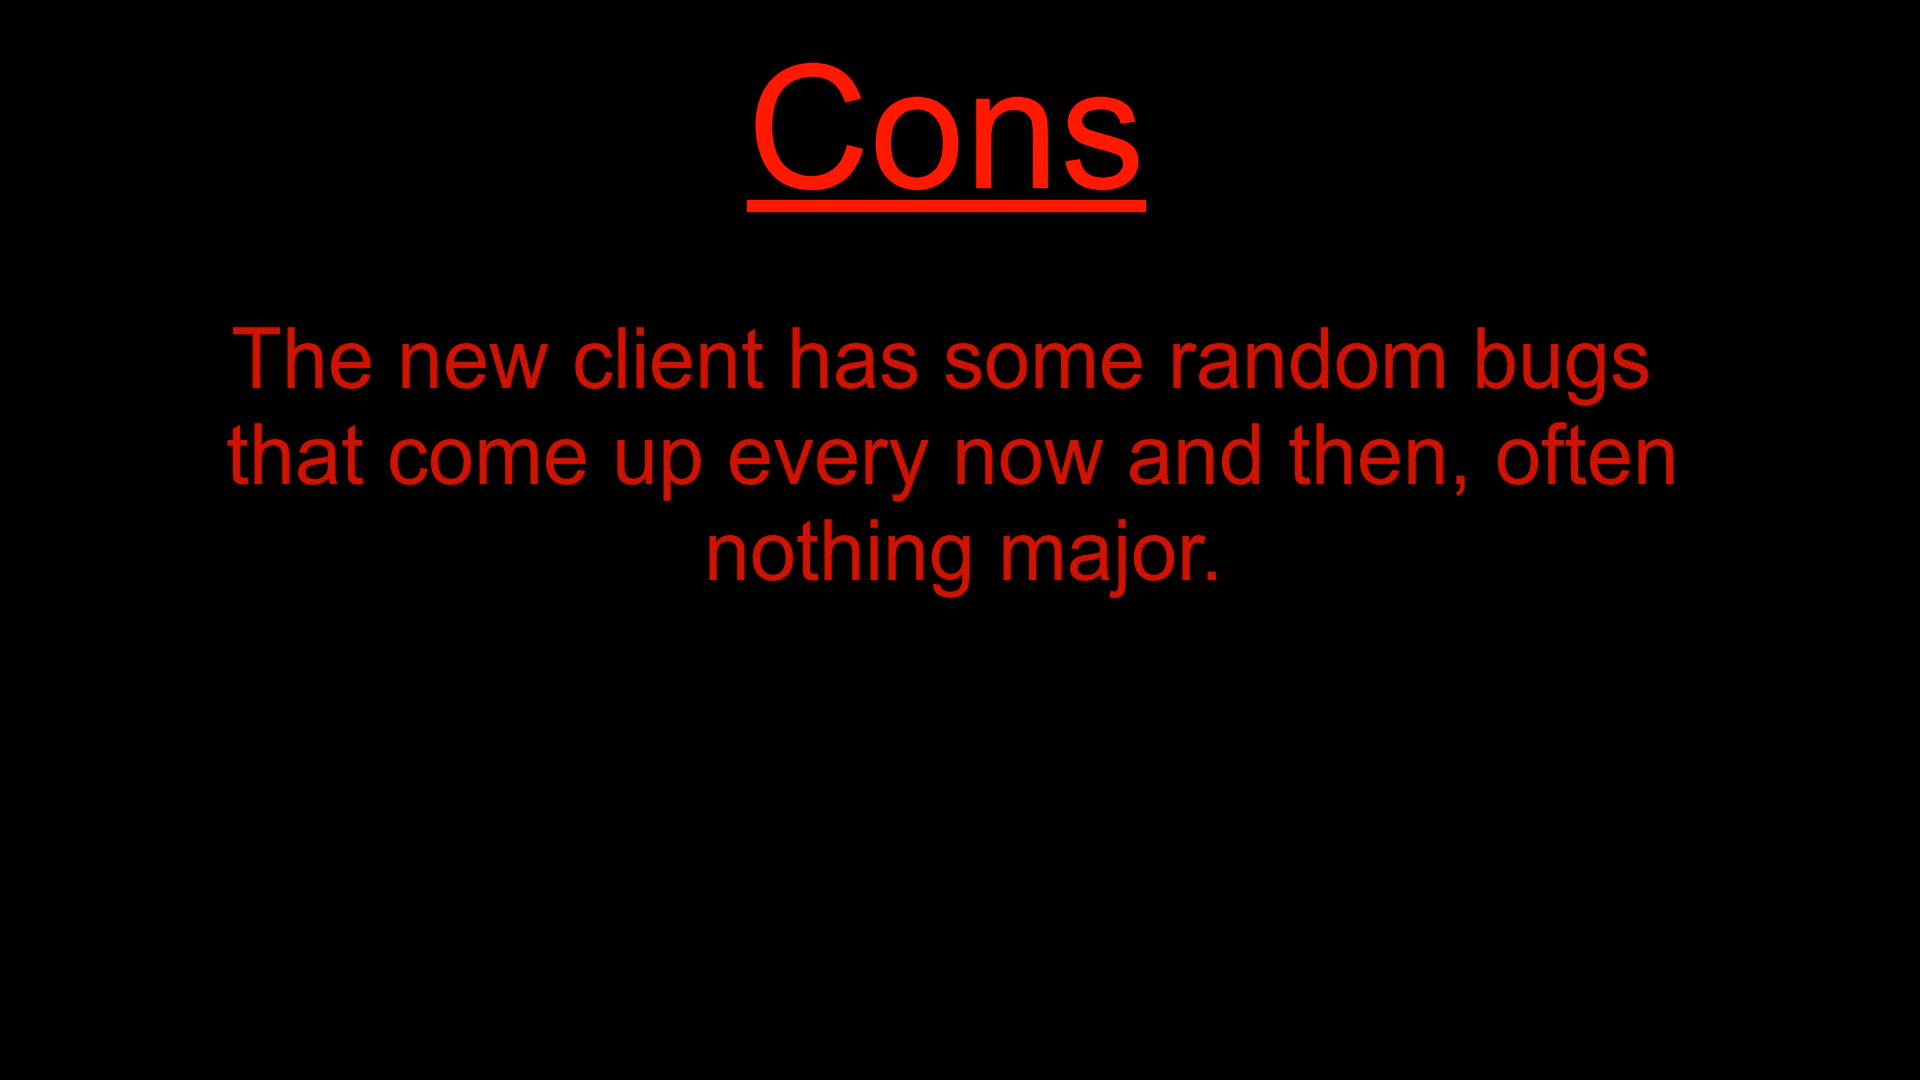 Cons
The new client has some random bugs
that come up every now and then, often
nothing major.